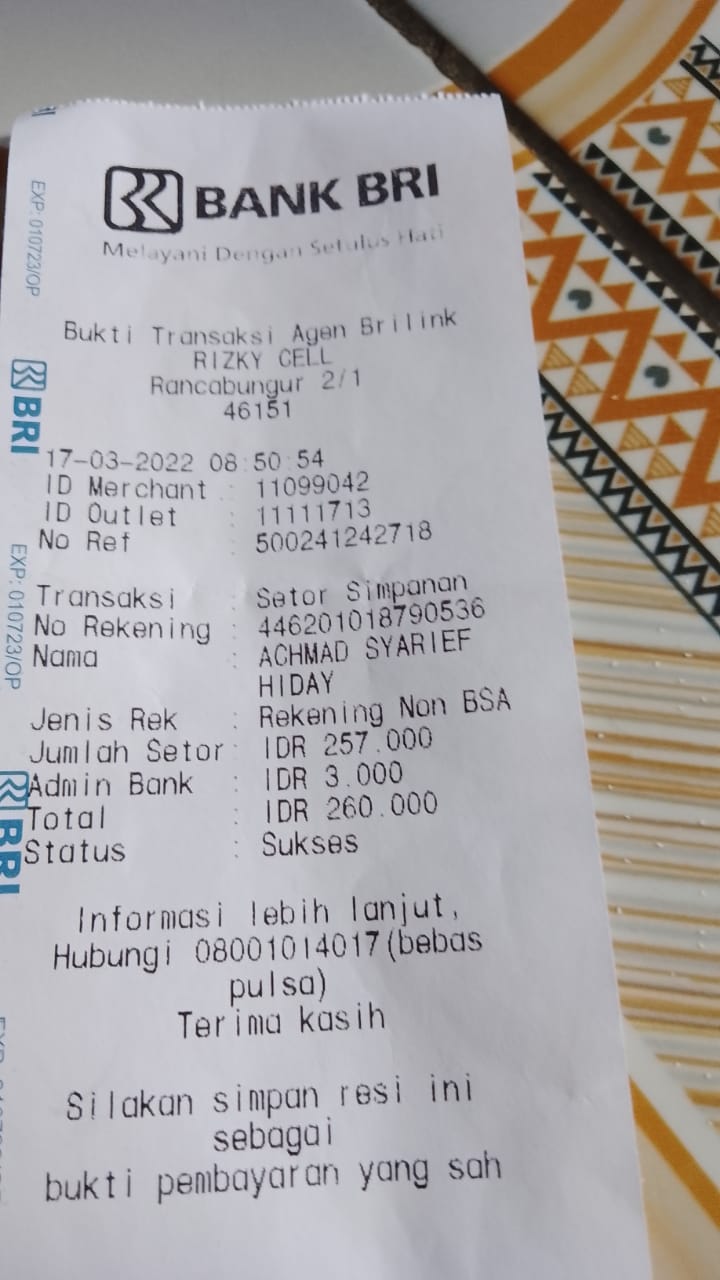 BANK BRI
Melayani Dengan Setulus Hati
Bukti Transaksi Agen Brilink
RIZKY CELL
Rancabungur 2/1
46151
17-03-2022 08:50:54
ID Merchant : 11099042
ID Outlet : 11111713
No Ref : 500241242718
Transaksi : Setor Simpanan
No Rekening : 446201018790536
Nama : ACHMAD SYARIEF
HIDAY
Jenis Rek : Rekening Non BSA
Jumlah Setor : IDR 257.000
Admin Bank : IDR 3.000
Total : IDR 260.000
Status : Sukses
Informasi lebih lanjut,
Hubungi 08001014017(bebas
pulsa)
Terima kasih
Silakan simpan resi ini
sebagai
bukti pembayaran yang sah
EXP: 010723/OP
BRI
EXP: 010723/OP
BRI